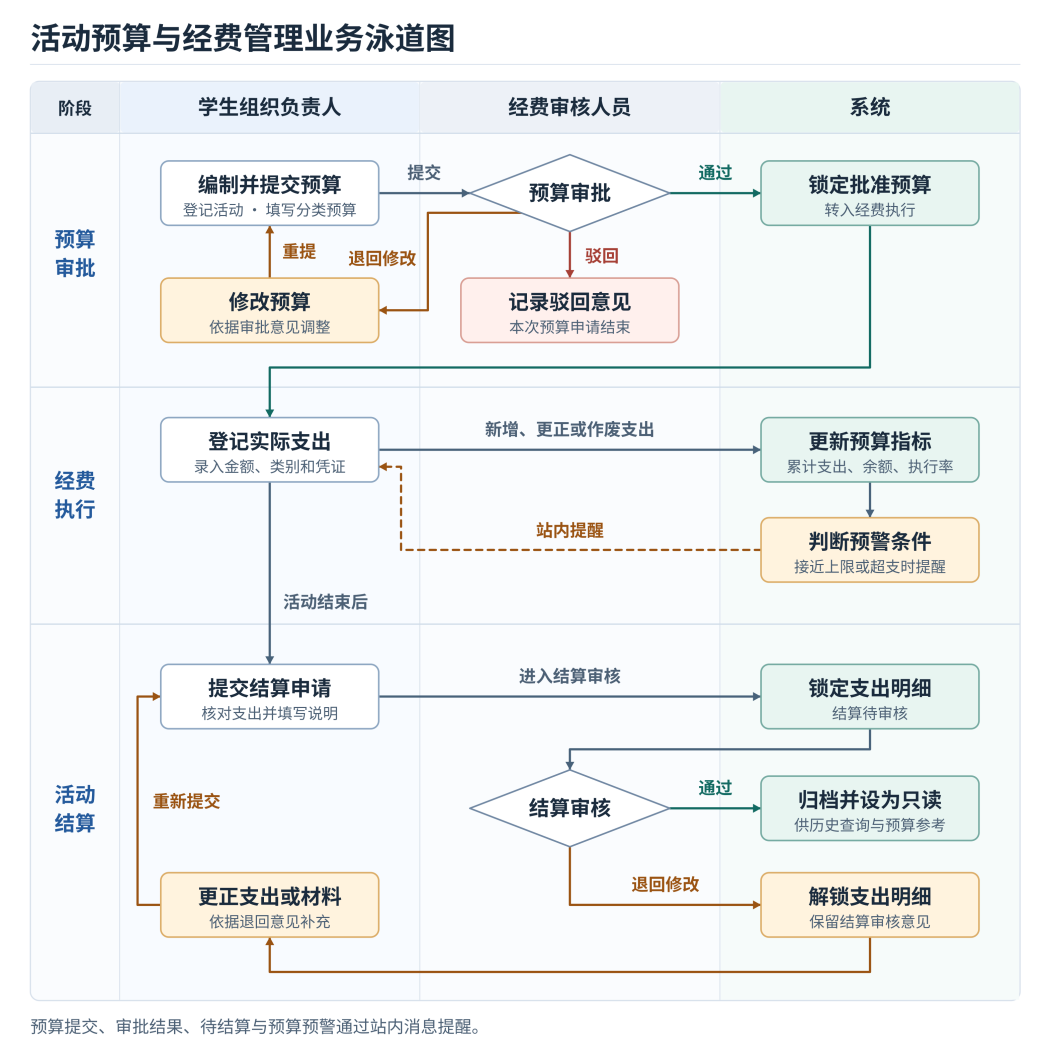 活动预算与经费管理业务泳道图
阶段
学生组织负责人
经费审核人员
系统
预算
审批
编制并提交预算
登记活动 · 填写分类预算
提交
预算审批
通过
锁定批准预算
转入经费执行
重提
退回修改
驳回
修改预算
依据审批意见调整
记录驳回意见
本次预算申请结束
经费
执行
登记实际支出
录入金额、类别和凭证
新增、更正或作废支出
更新预算指标
累计支出、余额、执行率
站内提醒
判断预警条件
接近上限或超支时提醒
活动结束后
活动
结算
提交结算申请
核对支出并填写说明
进入结算审核
锁定支出明细
结算待审核
重新提交
结算审核
通过
归档并设为只读
供历史查询与预算参考
更正支出或材料
依据退回意见补充
退回修改
解锁支出明细
保留结算审核意见
预算提交、审批结果、待结算与预算预警通过站内消息提醒。